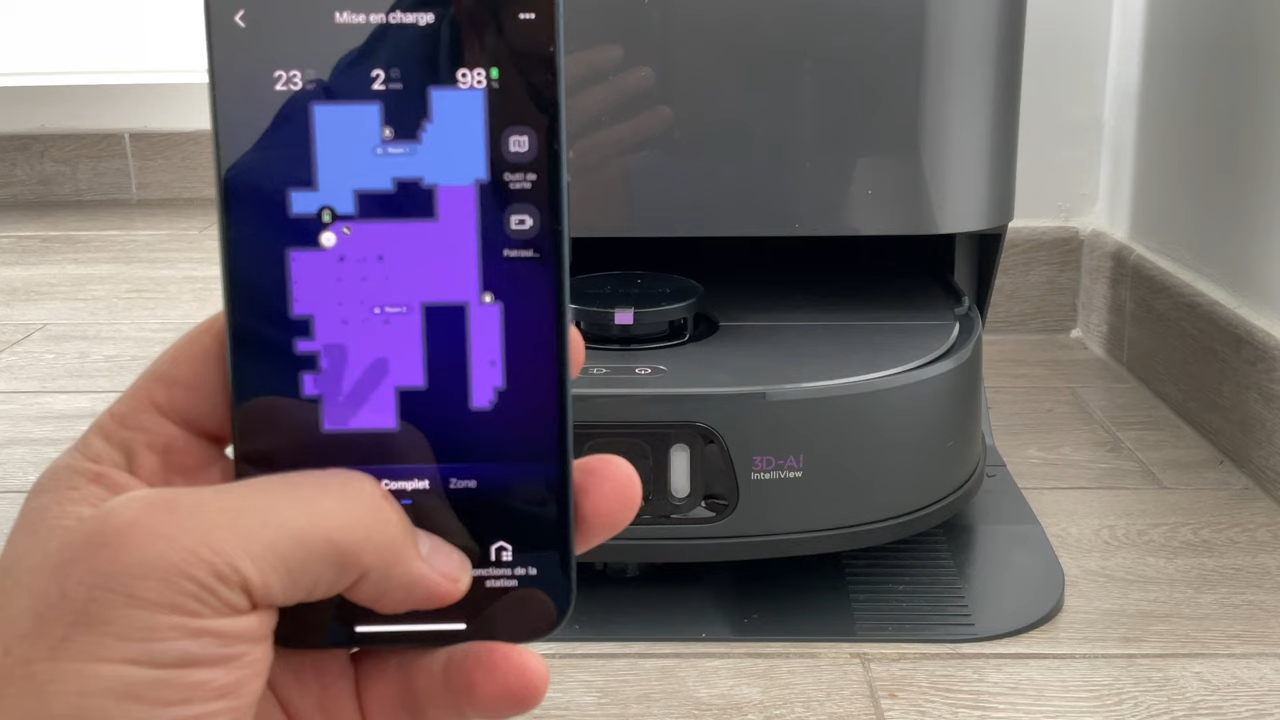 Mise en charge
23
2
98
Room 1
Outil de
carte
Patroui...
Room 2
Complet
Zone
onctions de la
station
3D-AI
IntelliView